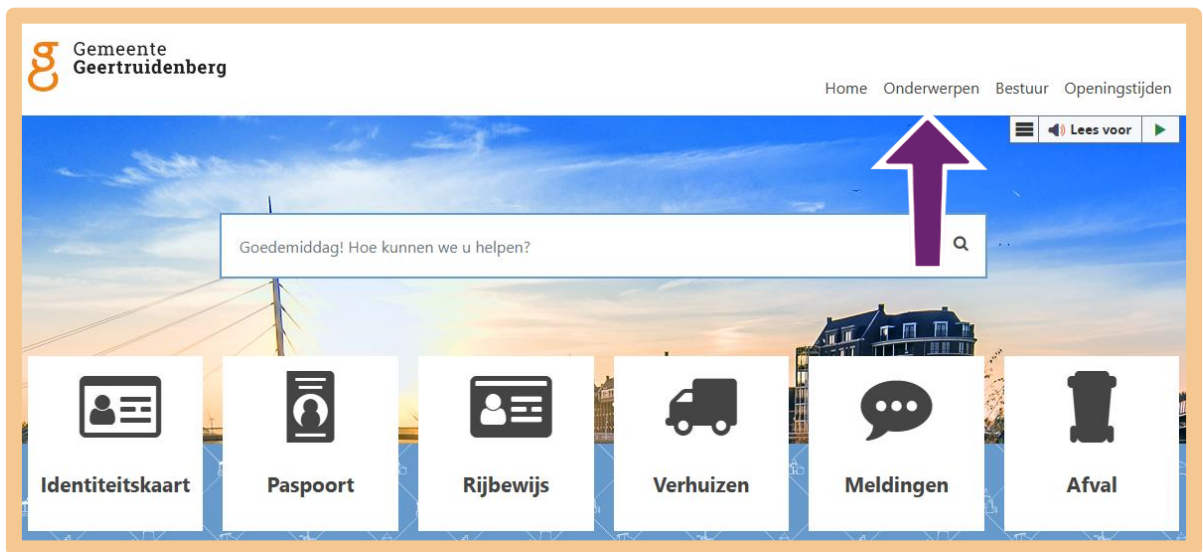 Gemeente
Geertruidenberg
Home Onderwerpen Bestuur Openingstijden
Lees voor
Goedemiddag! Hoe kunnen we u helpen?
Identiteitskaart Paspoort Rijbewijs Verhuizen Meldingen Afval